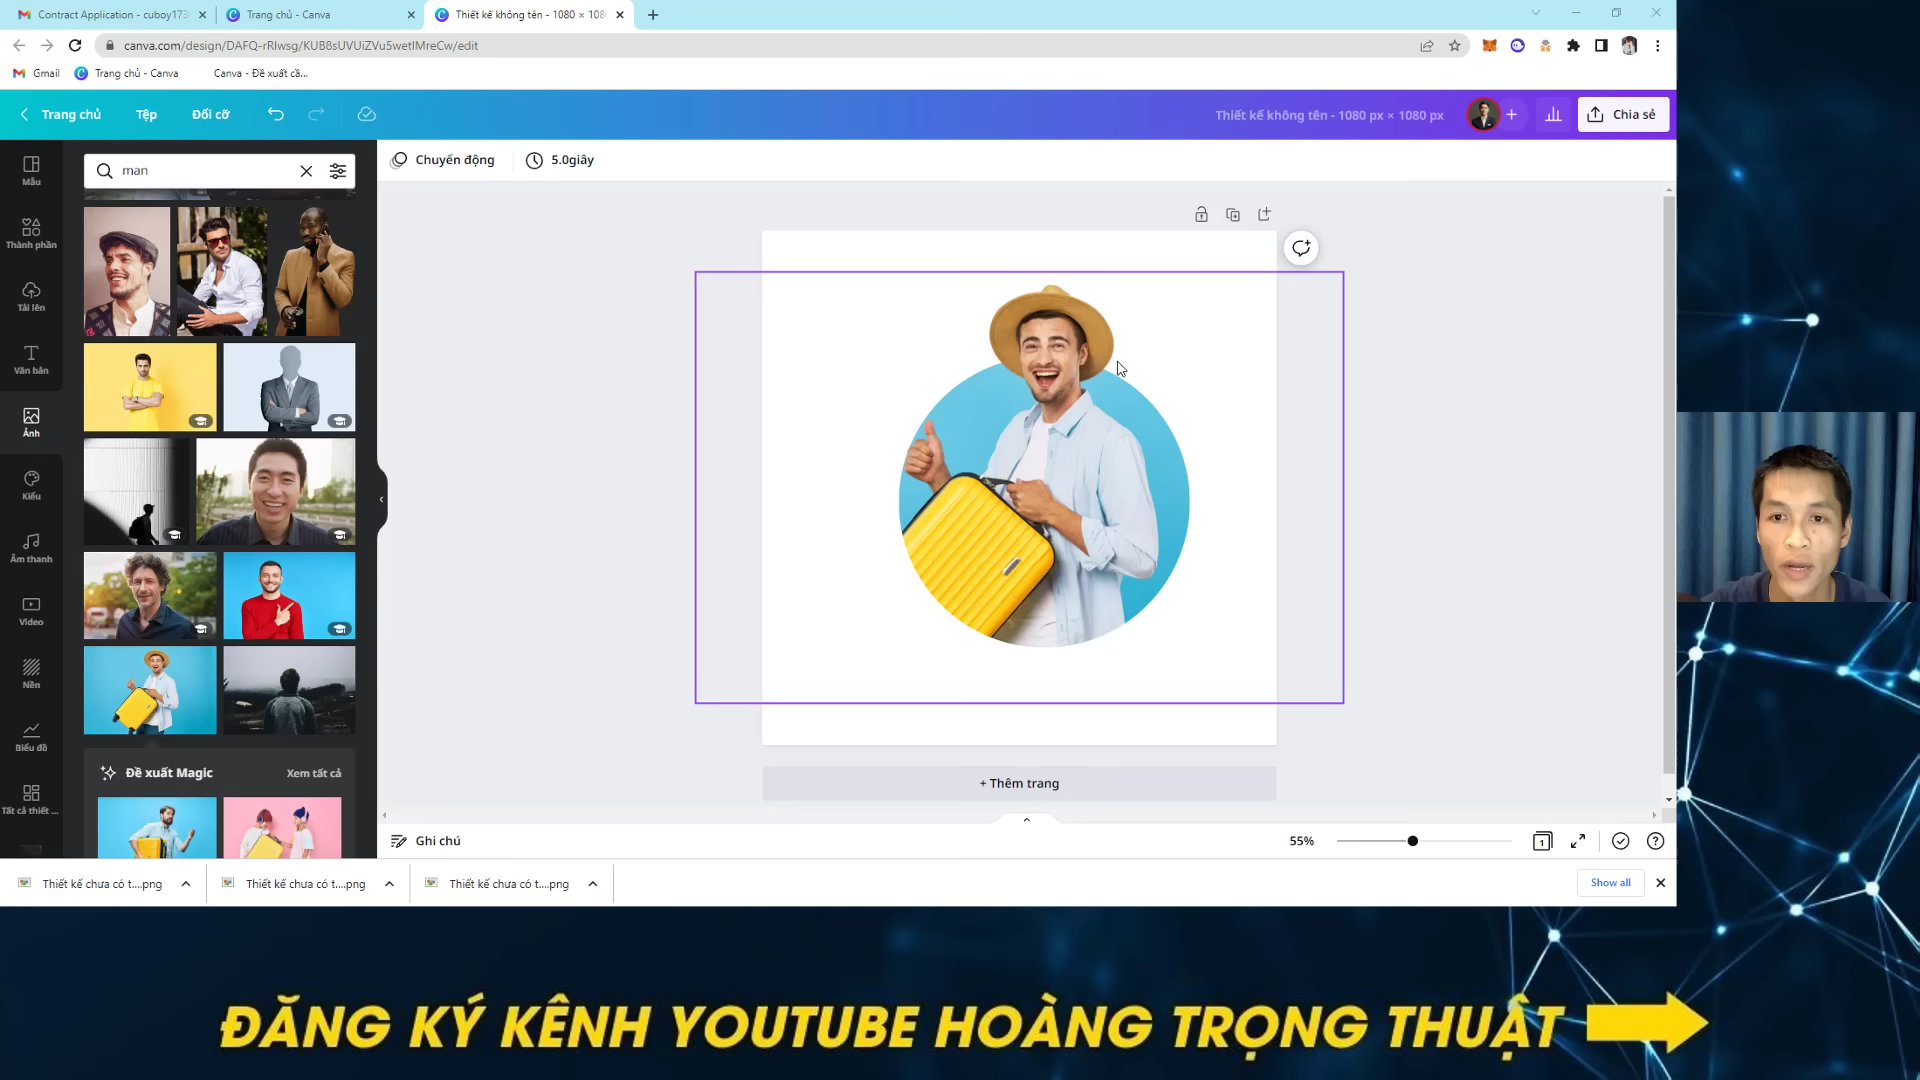 Contract Application - cuboy173
Trang chủ - Canva
Thiết kế không tên - 1080 × 108
canva.com/design/DAFQ-rRIwsg/KUB8sUVUiZVu5wetIMreCw/edit
Gmail
Trang chủ - Canva
Canva - Đề xuất cầ...
Trang chủ
Tệp
Đổi cỡ
Thiết kế không tên - 1080 px × 1080 px
Chia sẻ
Mẫu
Thành phần
Tải lên
Văn bản
Ảnh
Kiểu
Âm thanh
Video
Nền
Biểu đồ
Tất cả thiết ...
man
Chuyển động
5.0giây
Đề xuất Magic
Xem tất cả
+ Thêm trang
Ghi chú
55%
1
Thiết kế chưa có t....png
Thiết kế chưa có t....png
Thiết kế chưa có t....png
Show all
ĐĂNG KÝ KÊNH YOUTUBE HOÀNG TRỌNG THUẬT